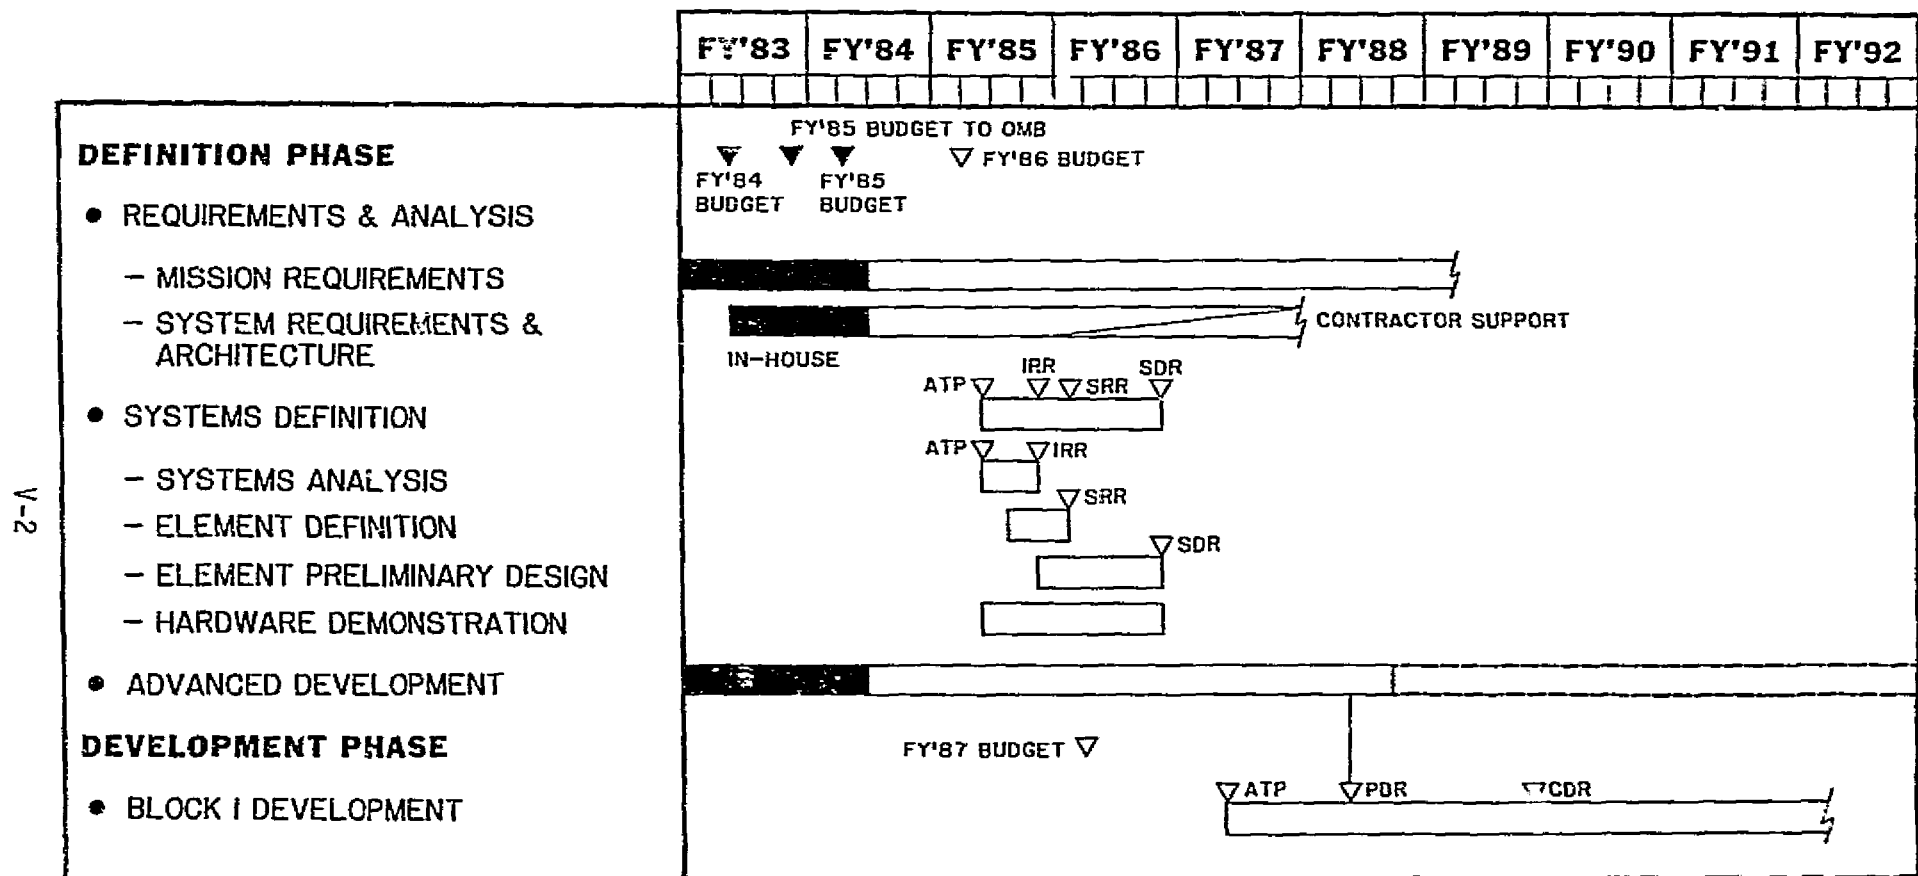 FY'83 FY'84 FY'85 FY'86 FY'87 FY'88 FY'89 FY'90 FY'91 FY'92
FY'85 BUDGET TO OMB
DEFINITION PHASE
FY'86 BUDGET
FY'84 BUDGET
FY'85 BUDGET
• REQUIREMENTS & ANALYSIS
– MISSION REQUIREMENTS
– SYSTEM REQUIREMENTS &
ARCHITECTURE
CONTRACTOR SUPPORT
IN-HOUSE
ATP IRR SRR SDR
• SYSTEMS DEFINITION
ATP IRR
– SYSTEMS ANALYSIS
SRR
– ELEMENT DEFINITION
SDR
– ELEMENT PRELIMINARY DESIGN
– HARDWARE DEMONSTRATION
• ADVANCED DEVELOPMENT
DEVELOPMENT PHASE
FY'87 BUDGET
ATP PDR CDR
• BLOCK I DEVELOPMENT
V-2